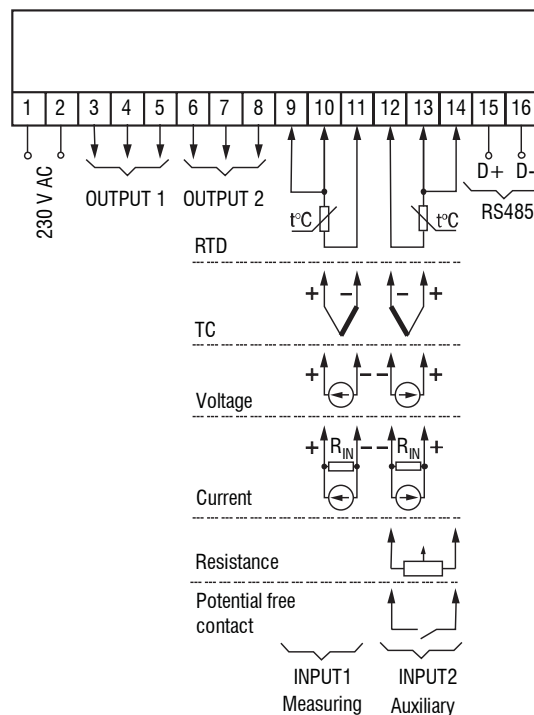 1 2 3 4 5 6 7 8 9 10 11 12 13 14 15 16
230 V AC
OUTPUT 1 OUTPUT 2
D+ D-
RS485
t°C t°C
RTD
+ − − +
TC
+ − − +
Voltage
+ R_IN − − R_IN +
Current
Resistance
Potential free
contact
INPUT1 INPUT2
Measuring Auxiliary